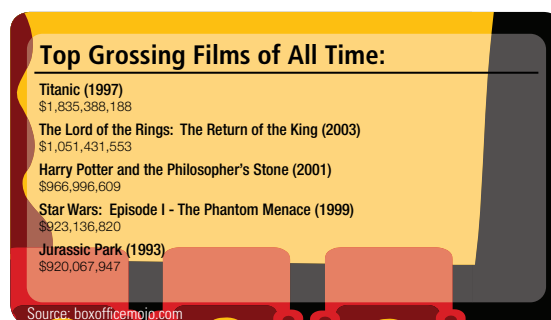 Top Grossing Films of All Time:
Titanic (1997)
$1,835,388,188
The Lord of the Rings:  The Return of the King (2003)
$1,051,431,553
Harry Potter and the Philosopher's Stone (2001)
$966,996,609
Star Wars:  Episode I - The Phantom Menace (1999)
$923,136,820
Jurassic Park (1993)
$920,067,947
Source: boxofficemojo.com